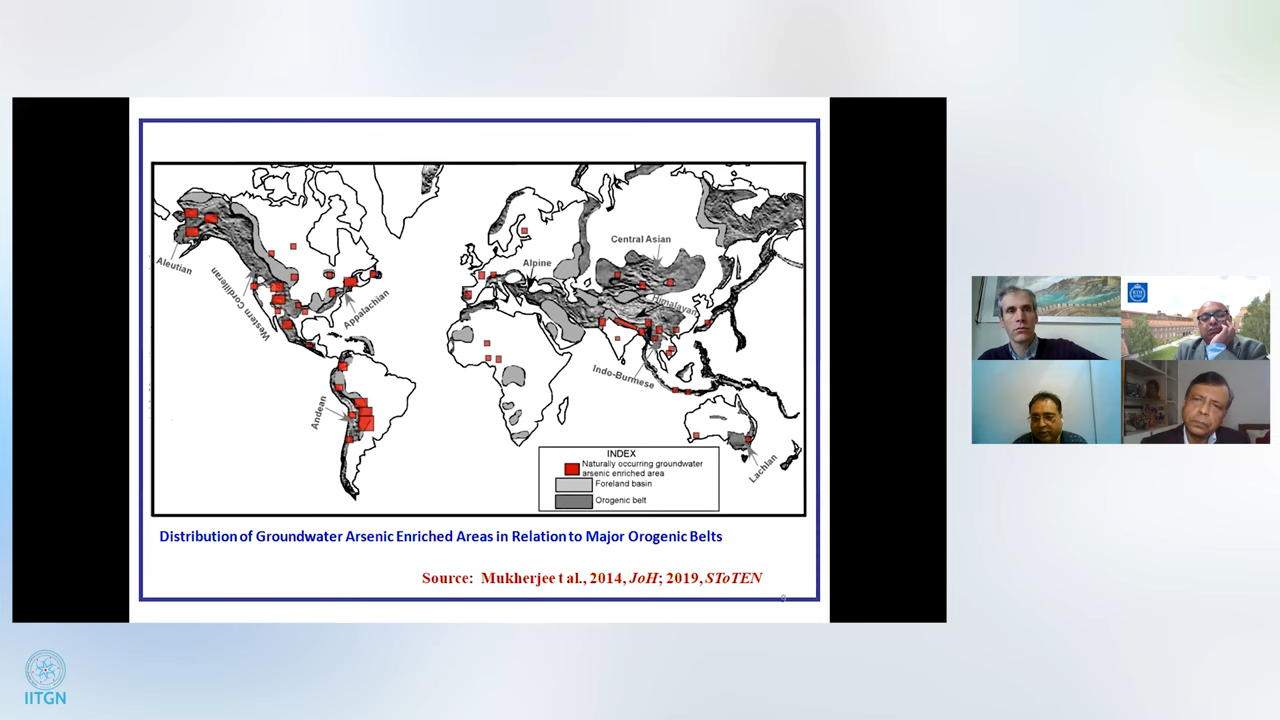 Aleutian
Western Cordilleran
Appalachian
Andean
Alpine
Central Asian
Himalayan
Indo-Burmese
Lachlan
INDEX
Naturally occurring groundwater
arsenic enriched area
Foreland basin
Orogenic belt
Distribution of Groundwater Arsenic Enriched Areas in Relation to Major Orogenic Belts
Source: Mukherjee t al., 2014, JoH; 2019, SToTEN
KTH
IITGN